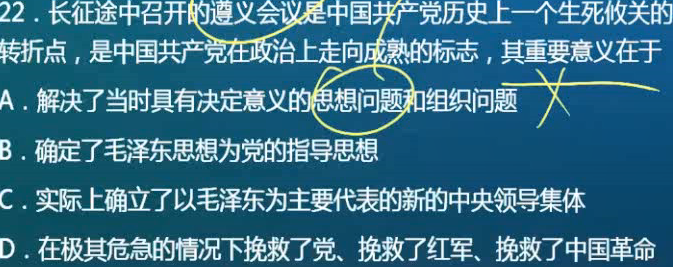 22．长征途中召开的遵义会议是中国共产党历史上一个生死攸关的
转折点，是中国共产党在政治上走向成熟的标志，其重要意义在于
A．解决了当时具有决定意义的思想问题和组织问题
B．确定了毛泽东思想为党的指导思想
C．实际上确立了以毛泽东为主要代表的新的中央领导集体
D．在极其危急的情况下挽救了党、挽救了红军、挽救了中国革命